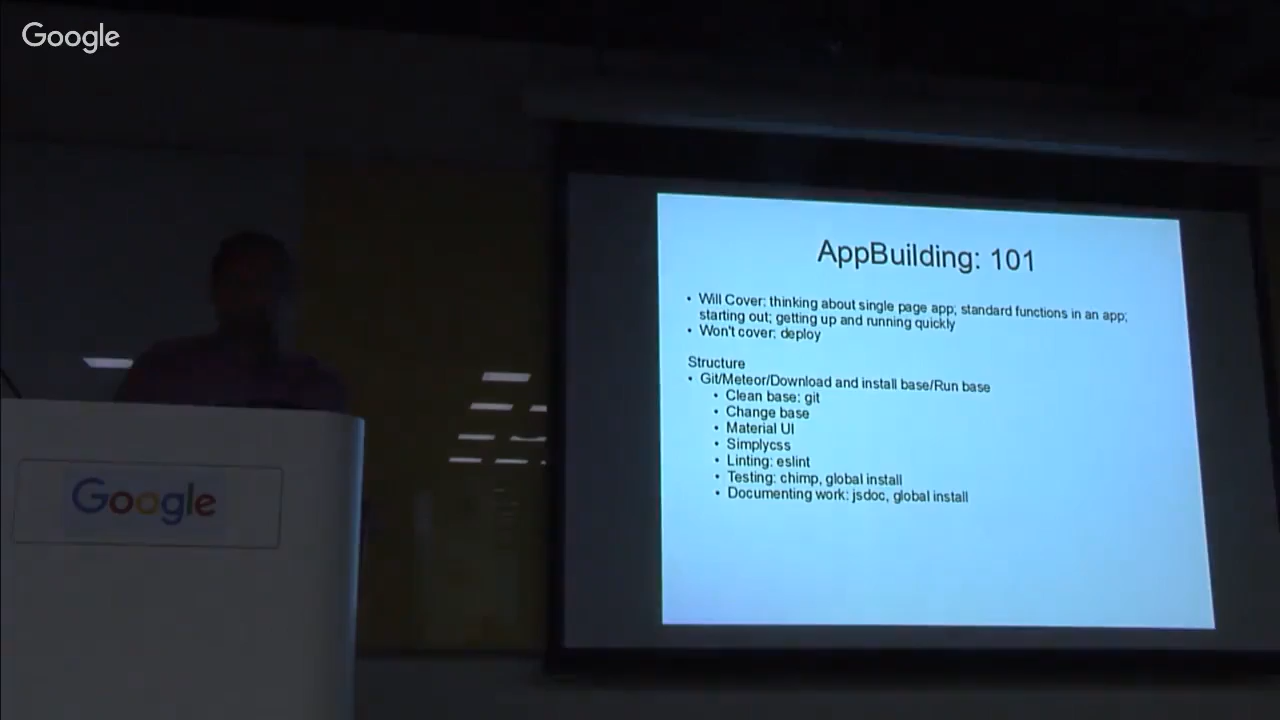 Google
AppBuilding: 101
• Will Cover: thinking about single page app; standard functions in an app;
starting out; getting up and running quickly
• Won't cover: deploy
Structure
• Git/Meteor/Download and install base/Run base
• Clean base: git
• Change base
• Material UI
• Simplycss
• Linting: eslint
• Testing: chimp, global install
• Documenting work: jsdoc, global install
Google